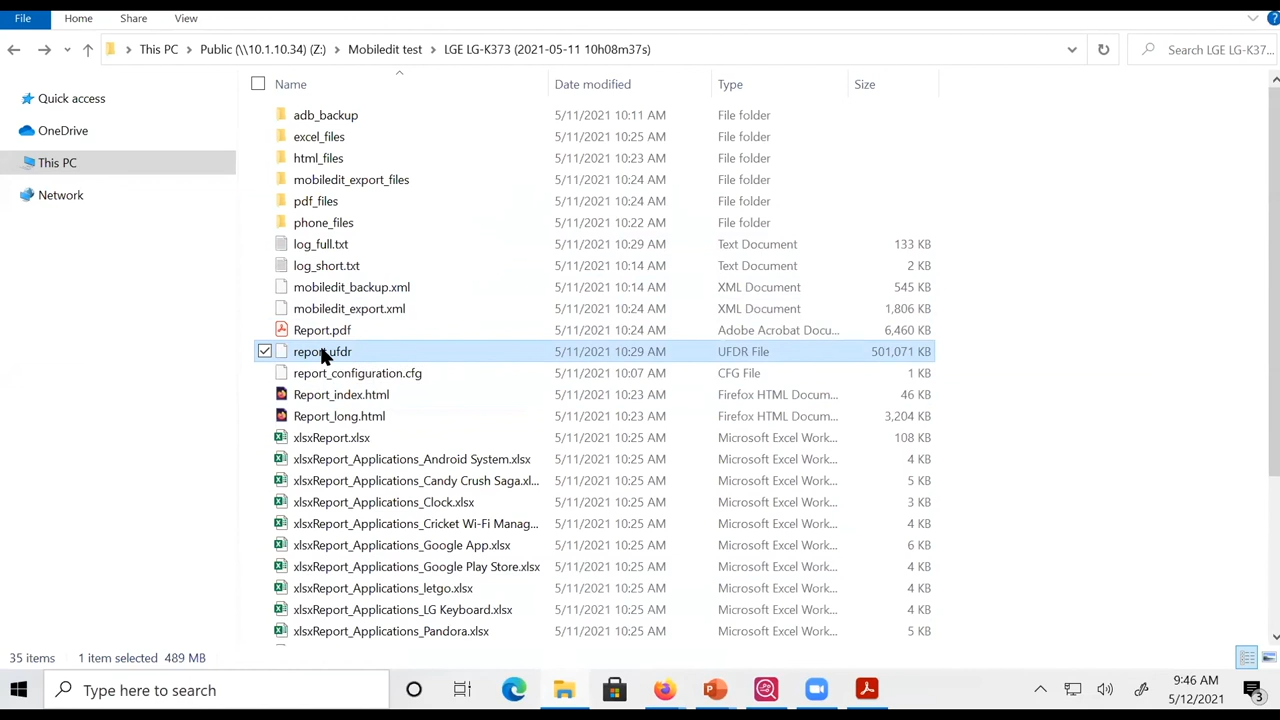 File Home Share View
This PC Public (\\10.1.10.34) (Z:) Mobiledit test LGE LG-K373 (2021-05-11 10h08m37s) Search LGE LG-K37...
Name Date modified Type Size
Quick access
OneDrive
This PC
Network
adb_backup 5/11/2021 10:11 AM File folder
excel_files 5/11/2021 10:25 AM File folder
html_files 5/11/2021 10:23 AM File folder
mobiledit_export_files 5/11/2021 10:24 AM File folder
pdf_files 5/11/2021 10:24 AM File folder
phone_files 5/11/2021 10:22 AM File folder
log_full.txt 5/11/2021 10:29 AM Text Document 133 KB
log_short.txt 5/11/2021 10:14 AM Text Document 2 KB
mobiledit_backup.xml 5/11/2021 10:14 AM XML Document 545 KB
mobiledit_export.xml 5/11/2021 10:24 AM XML Document 1,806 KB
Report.pdf 5/11/2021 10:24 AM Adobe Acrobat Docu... 6,460 KB
report.ufdr 5/11/2021 10:29 AM UFDR File 501,071 KB
report_configuration.cfg 5/11/2021 10:07 AM CFG File 1 KB
Report_index.html 5/11/2021 10:23 AM Firefox HTML Docum... 46 KB
Report_long.html 5/11/2021 10:23 AM Firefox HTML Docum... 3,204 KB
xlsxReport.xlsx 5/11/2021 10:25 AM Microsoft Excel Work... 108 KB
xlsxReport_Applications_Android System.xlsx 5/11/2021 10:25 AM Microsoft Excel Work... 4 KB
xlsxReport_Applications_Candy Crush Saga.xl... 5/11/2021 10:25 AM Microsoft Excel Work... 5 KB
xlsxReport_Applications_Clock.xlsx 5/11/2021 10:25 AM Microsoft Excel Work... 3 KB
xlsxReport_Applications_Cricket Wi-Fi Manag... 5/11/2021 10:25 AM Microsoft Excel Work... 4 KB
xlsxReport_Applications_Google App.xlsx 5/11/2021 10:25 AM Microsoft Excel Work... 6 KB
xlsxReport_Applications_Google Play Store.xlsx 5/11/2021 10:25 AM Microsoft Excel Work... 4 KB
xlsxReport_Applications_letgo.xlsx 5/11/2021 10:25 AM Microsoft Excel Work... 4 KB
xlsxReport_Applications_LG Keyboard.xlsx 5/11/2021 10:25 AM Microsoft Excel Work... 4 KB
xlsxReport_Applications_Pandora.xlsx 5/11/2021 10:25 AM Microsoft Excel Work... 5 KB
35 items 1 item selected 489 MB
Type here to search
9:46 AM
5/12/2021
3